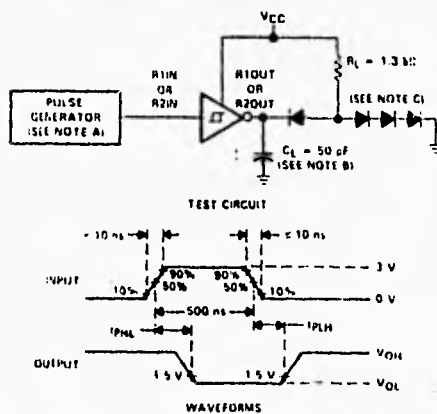 VCC
RL = 1.3 kΩ
R1IN
OR
R2IN
R1OUT
OR
R2OUT
PULSE
GENERATOR
(SEE NOTE A)
(SEE NOTE C)
CL = 50 pF
(SEE NOTE B)
TEST CIRCUIT
≤ 10 ns
≤ 10 ns
INPUT
90%
90%
3 V
50%
50%
10%
10%
0 V
500 ns
tPHL
tPLH
OUTPUT
VOH
1.5 V
1.5 V
VOL
WAVEFORMS